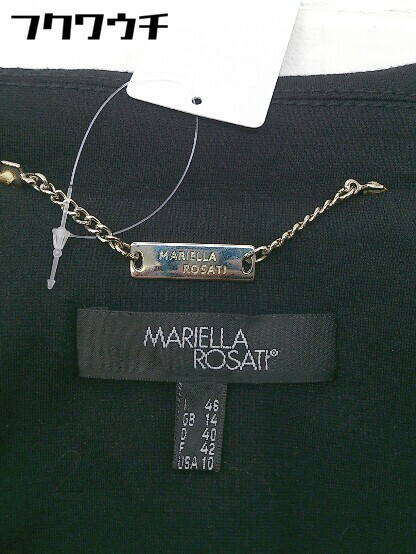 フクワウチ
MARIELLA
ROSATI
MARIELLA
ROSATI®
I 46
GB 14
D 40
F 42
USA 10